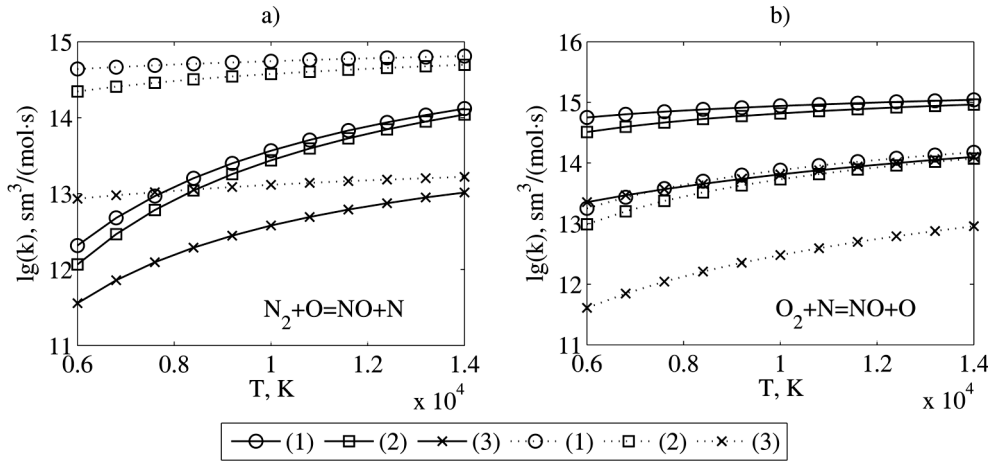 a)
b)
lg(k), sm³/(mol·s)
15
14
13
12
11
N₂+O=NO+N
0.6 0.8 1.0 1.2 1.4
T, K
x 10⁴
lg(k), sm³/(mol·s)
16
15
14
13
12
11
O₂+N=NO+O
0.6 0.8 1.0 1.2 1.4
T, K
x 10⁴
(1) (2) (3) (1) (2) (3)